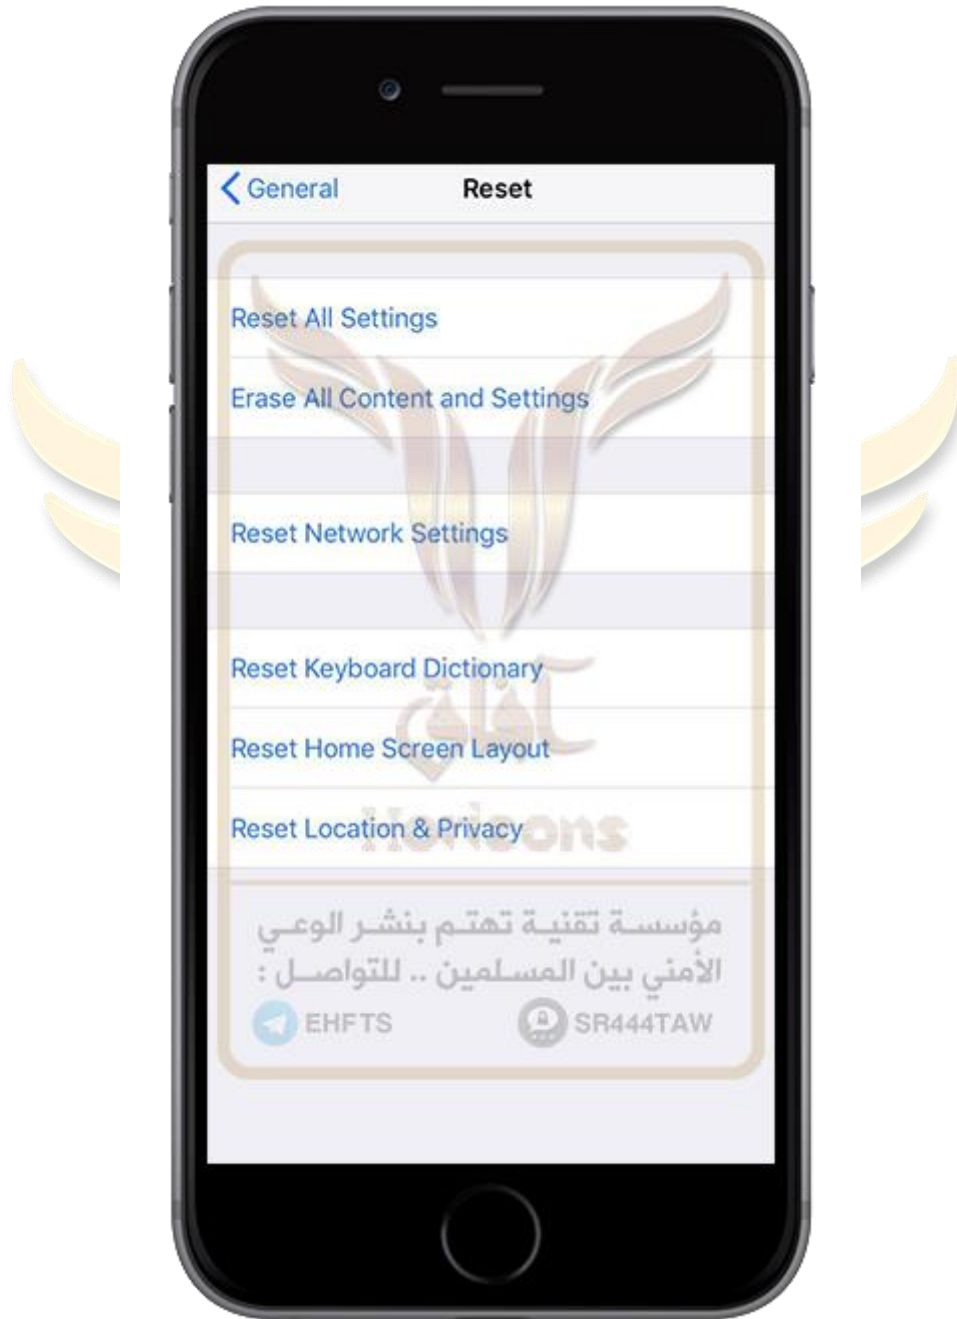 General
Reset
Reset All Settings
Erase All Content and Settings
Reset Network Settings
Reset Keyboard Dictionary
Reset Home Screen Layout
Reset Location & Privacy
آفاق
Horizons
مؤسسة تقنية تهتم بنشر الوعي
الأمني بين المسلمين .. للتواصل :
EHFTS
SR444TAW